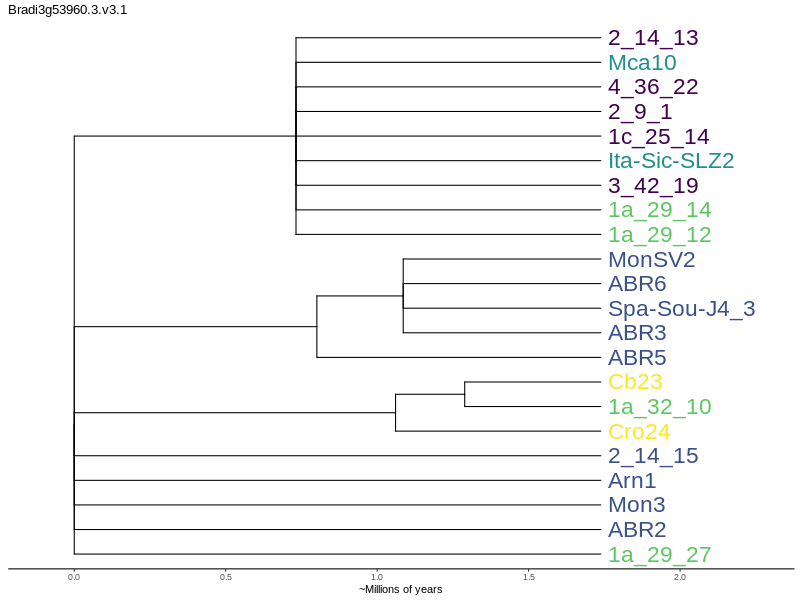 Bradi3g53960.3.v3.1
2_14_13
Mca10
4_36_22
2_9_1
1c_25_14
Ita-Sic-SLZ2
3_42_19
1a_29_14
1a_29_12
MonSV2
ABR6
Spa-Sou-J4_3
ABR3
ABR5
Cb23
1a_32_10
Cro24
2_14_15
Arn1
Mon3
ABR2
1a_29_27
0.0 0.5 1.0 1.5 2.0
~Millions of years